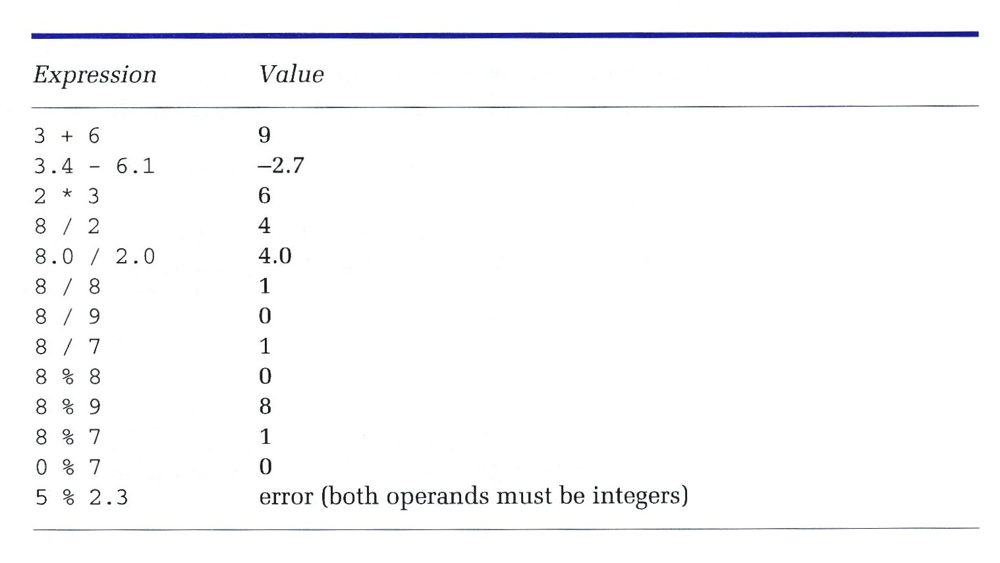 Expression Value
3 + 6 9
3.4 - 6.1 –2.7
2 * 3 6
8 / 2 4
8.0 / 2.0 4.0
8 / 8 1
8 / 9 0
8 / 7 1
8 % 8 0
8 % 9 8
8 % 7 1
0 % 7 0
5 % 2.3 error (both operands must be integers)